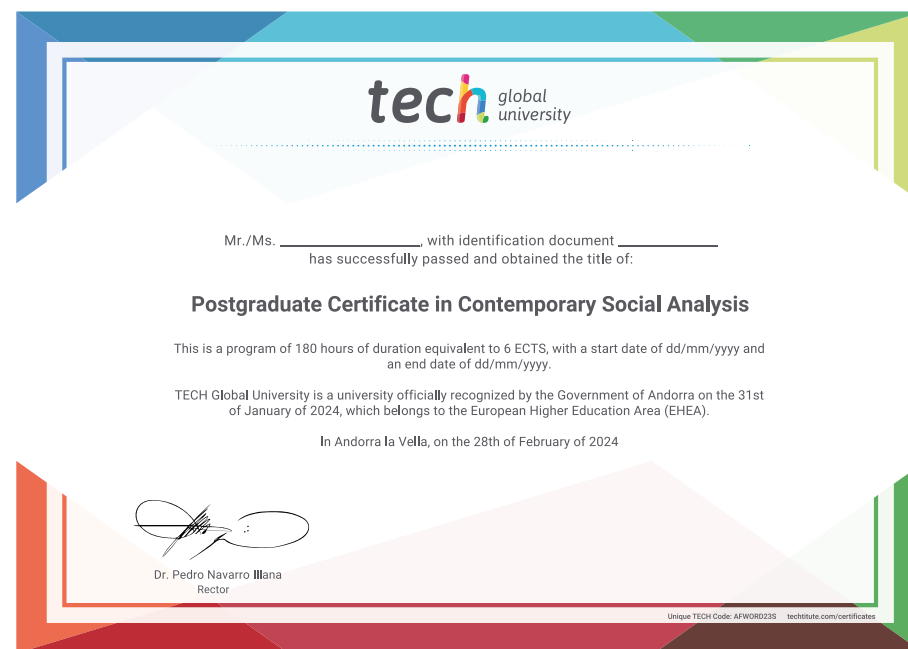 tech global
university
Mr./Ms. ____________________, with identification document ______________
has successfully passed and obtained the title of:
Postgraduate Certificate in Contemporary Social Analysis
This is a program of 180 hours of duration equivalent to 6 ECTS, with a start date of dd/mm/yyyy and
an end date of dd/mm/yyyy.
TECH Global University is a university officially recognized by the Government of Andorra on the 31st
of January of 2024, which belongs to the European Higher Education Area (EHEA).
In Andorra la Vella, on the 28th of February of 2024
Dr. Pedro Navarro Illana
Rector
Unique TECH Code: AFWORD23S techtitute.com/certificates